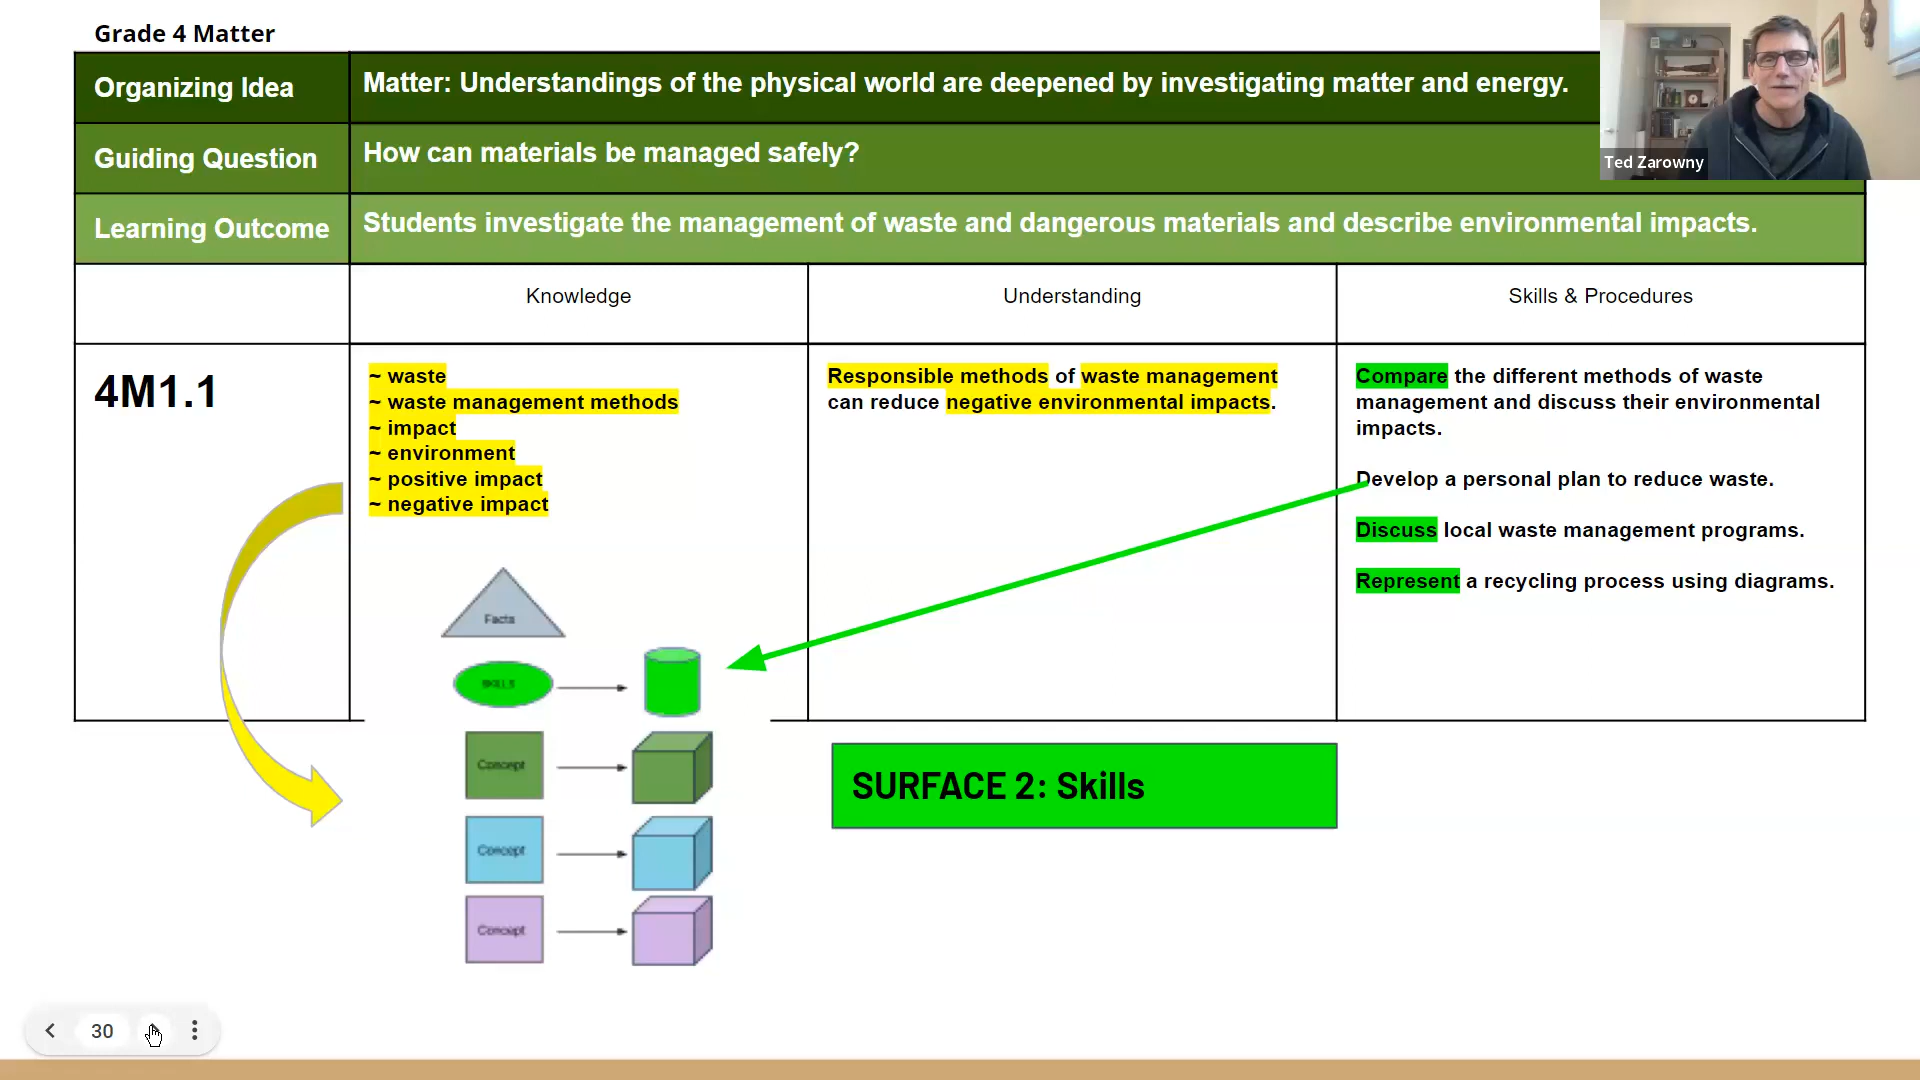 Grade 4 Matter
Organizing Idea
Matter: Understandings of the physical world are deepened by investigating matter and energy.
Guiding Question
How can materials be managed safely?
Learning Outcome
Students investigate the management of waste and dangerous materials and describe environmental impacts.
Ted Zarowny
Knowledge
Understanding
Skills & Procedures
4M1.1
~ waste
~ waste management methods
~ impact
~ environment
~ positive impact
~ negative impact
Responsible methods of waste management
can reduce negative environmental impacts.
Compare the different methods of waste
management and discuss their environmental
impacts.
Develop a personal plan to reduce waste.
Discuss local waste management programs.
Represent a recycling process using diagrams.
Facts
SKILLS
Concept
Concept
Concept
SURFACE 2: Skills
30